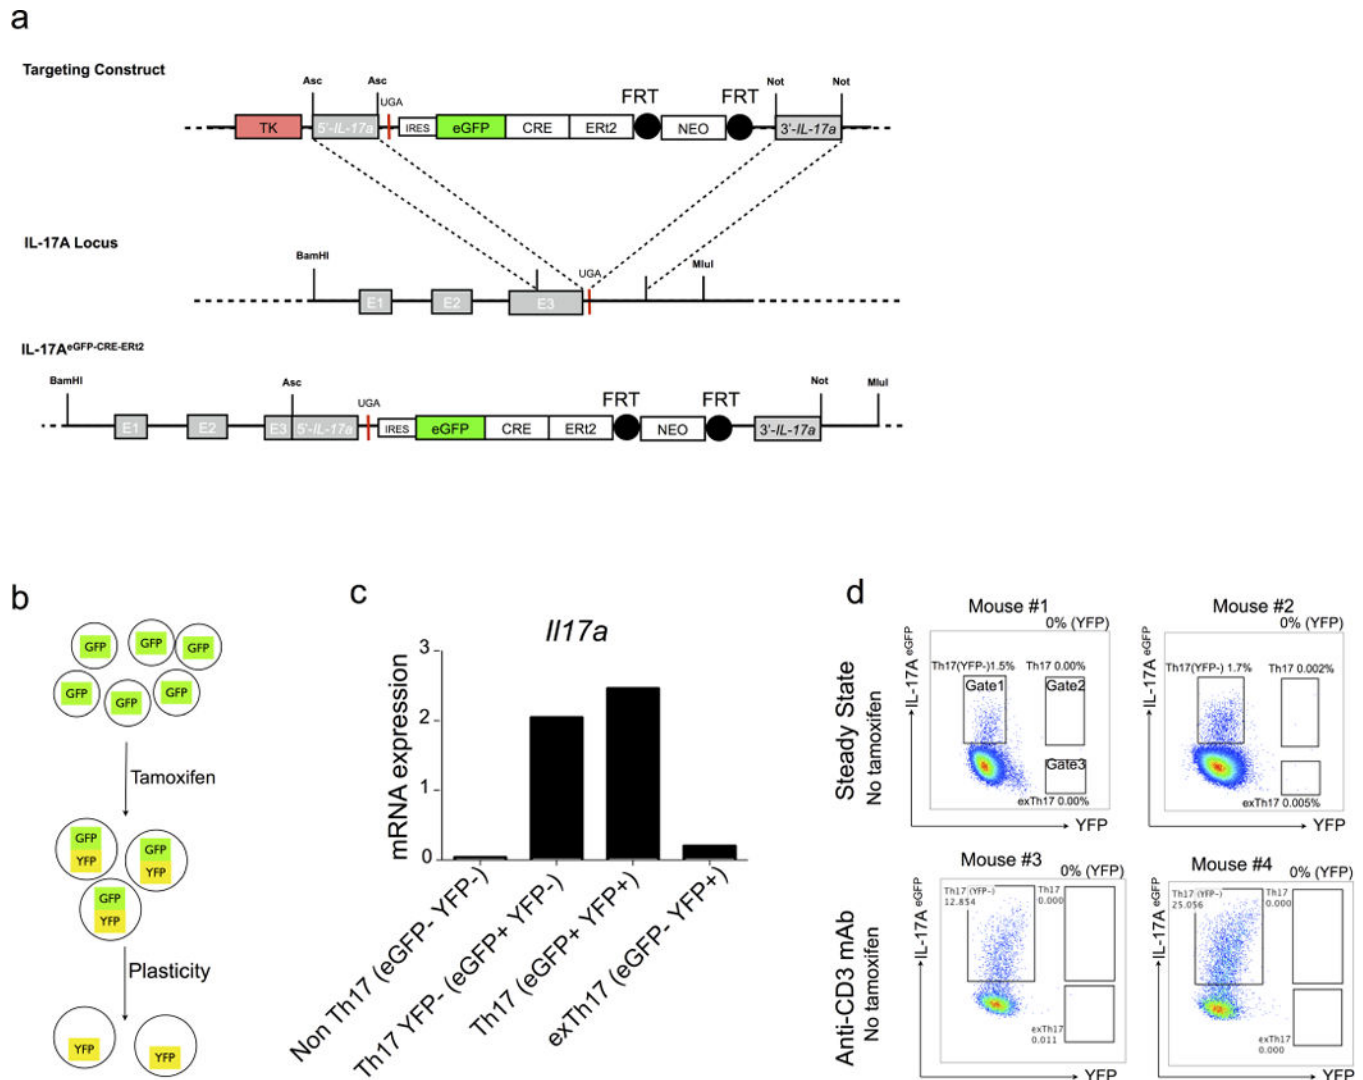 a
Targeting Construct
Asc Asc Not Not
UGA FRT FRT
TK 5'-IL-17a IRES eGFP CRE ERt2 NEO 3'-IL-17a
IL-17A Locus
BamHI UGA MluI
E1 E2 E3
IL-17AeGFP-CRE-ERt2
BamHI Asc Not MluI
UGA FRT FRT
E1 E2 E3 5'-IL-17a IRES eGFP CRE ERt2 NEO 3'-IL-17a
b
GFP GFP GFP
GFP GFP GFP
Tamoxifen
GFP YFP
GFP YFP
GFP YFP
Plasticity
YFP YFP
c
Il17a
mRNA expression
3
2
1
0
Non Th17 (eGFP- YFP-)
Th17 YFP- (eGFP+ YFP-)
Th17 (eGFP+ YFP+)
exTh17 (eGFP- YFP+)
d
Steady State
No tamoxifen
Mouse #1
0% (YFP)
IL-17A eGFP
Th17(YFP-)1.5% Th17 0.00%
Gate1 Gate2
Gate3
exTh17 0.00%
YFP
Mouse #2
0% (YFP)
IL-17A eGFP
Th17(YFP-) 1.7% Th17 0.002%
exTh17 0.005%
YFP
Anti-CD3 mAb
No tamoxifen
Mouse #3
0% (YFP)
IL-17A eGFP
Th17 (YFP-) Th17
12.854 0.000
exTh17
0.011
YFP
Mouse #4
0% (YFP)
IL-17A eGFP
Th17 (YFP-) Th17
25.056 0.000
exTh17
0.000
YFP